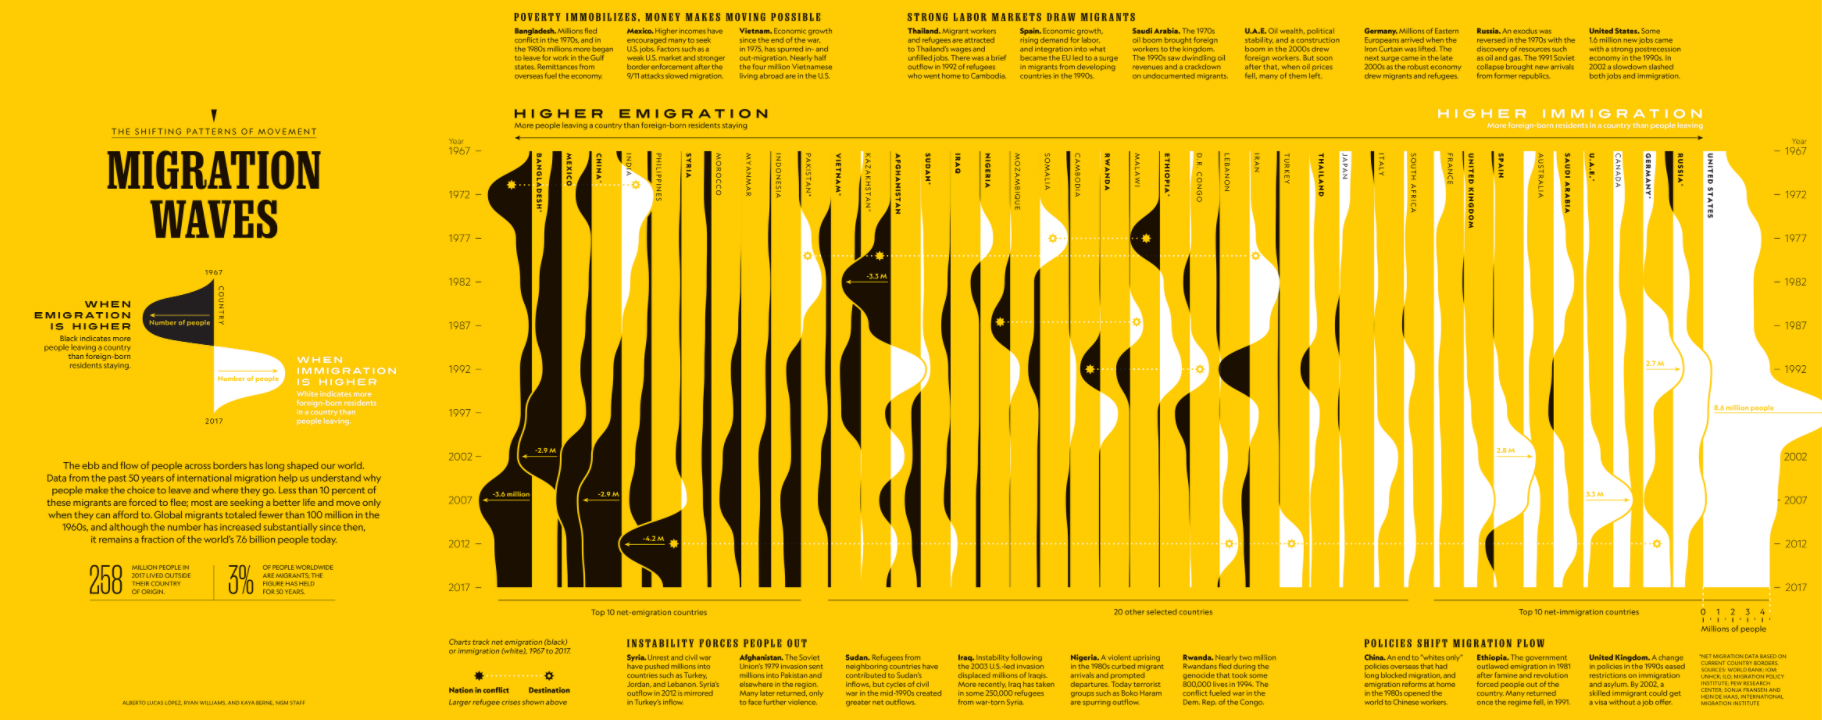 THE SHIFTING PATTERNS OF MOVEMENT
MIGRATION
WAVES
1967
COUNTRY
WHEN
EMIGRATION
IS HIGHER
Number of people
Black indicates more
people leaving a country
than foreign-born
residents staying.
WHEN
IMMIGRATION
IS HIGHER
Number of people
White indicates more
foreign-born residents
in a country than
people leaving.
2017
The ebb and flow of people across borders has long shaped our world.
Data from the past 50 years of international migration help us understand why
people make the choice to leave and where they go. Less than 10 percent of
these migrants are forced to flee; most are seeking a better life and move only
when they can afford to. Global migrants totaled fewer than 100 million in the
1960s, and although the number has increased substantially since then,
it remains a fraction of the world's 7.6 billion people today.
258
MILLION PEOPLE IN
2017 LIVED OUTSIDE
THEIR COUNTRY
OF ORIGIN.
3%
OF PEOPLE WORLDWIDE
ARE MIGRANTS; THE
FIGURE HAS HELD
FOR 50 YEARS.
ALBERTO LUCAS LÓPEZ, RYAN WILLIAMS, AND KAYA BERNE, NGM STAFF
POVERTY IMMOBILIZES, MONEY MAKES MOVING POSSIBLE
Bangladesh. Millions fled
conflict in the 1970s, and in
the 1980s millions more began
to leave for work in the Gulf
states. Remittances from
overseas fuel the economy.
Mexico. Higher incomes have
encouraged many to seek
U.S. jobs. Factors such as a
weak U.S. market and stronger
border enforcement after the
9/11 attacks slowed migration.
Vietnam. Economic growth
since the end of the war,
in 1975, has spurred in- and
out-migration. Nearly half
the four million Vietnamese
living abroad are in the U.S.
STRONG LABOR MARKETS DRAW MIGRANTS
Thailand. Migrant workers
and refugees are attracted
to Thailand's wages and
unfilled jobs. There was a brief
outflow in 1992 of refugees
who went home to Cambodia.
Spain. Economic growth,
rising demand for labor,
and integration into what
became the EU led to a surge
in migrants from developing
countries in the 1990s.
Saudi Arabia. The 1970s
oil boom brought foreign
workers to the kingdom.
The 1990s saw dwindling oil
revenues and a crackdown
on undocumented migrants.
U.A.E. Oil wealth, political
stability, and a construction
boom in the 2000s drew
foreign workers. But soon
after that, when oil prices
fell, many of them left.
Germany. Millions of Eastern
Europeans arrived when the
Iron Curtain was lifted. The
next surge came in the late
2000s as the robust economy
drew migrants and refugees.
Russia. An exodus was
reversed in the 1970s with the
discovery of resources such
as oil and gas. The 1991 Soviet
collapse brought new arrivals
from former republics.
United States. Some
1.6 million new jobs came
with a strong postrecession
economy in the 1990s. In
2002 a slowdown slashed
both jobs and immigration.
HIGHER EMIGRATION
More people leaving a country than foreign-born residents staying
HIGHER IMMIGRATION
More foreign-born residents in a country than people leaving
Year
1967
1972
1977
1982
1987
1992
1997
2002
2007
2012
2017
BANGLADESH*
MEXICO
CHINA*
INDIA
PHILIPPINES
SYRIA
MOROCCO
MYANMAR
INDONESIA
PAKISTAN*
VIETNAM*
KAZAKHSTAN*
AFGHANISTAN
SUDAN*
IRAQ
NIGERIA
MOZAMBIQUE
SOMALIA
CAMBODIA
RWANDA
MALAWI
ETHIOPIA*
D.R. CONGO
LEBANON
IRAN
TURKEY
THAILAND
JAPAN
ITALY
SOUTH AFRICA
FRANCE
UNITED KINGDOM
SPAIN
AUSTRALIA
SAUDI ARABIA
U.A.E.*
CANADA
GERMANY*
RUSSIA*
UNITED STATES
-3.3 M
2.7 M
8.6 million people
-2.9 M
2.8 M
-3.6 million
-2.9 M
3.3 M
-4.2 M
Year
1967
1972
1977
1982
1987
1992
1997
2002
2007
2012
2017
Top 10 net-emigration countries
20 other selected countries
Top 10 net-immigration countries
0 1 2 3 4
Millions of people
Charts track net emigration (black)
or immigration (white), 1967 to 2017.
Nation in conflict
Destination
Larger refugee crises shown above
INSTABILITY FORCES PEOPLE OUT
Syria. Unrest and civil war
have pushed millions into
countries such as Turkey,
Jordan, and Lebanon. Syria's
outflow in 2012 is mirrored
in Turkey's inflow.
Afghanistan. The Soviet
Union's 1979 invasion sent
millions into Pakistan and
elsewhere in the region.
Many later returned, only
to face further violence.
Sudan. Refugees from
neighboring countries have
contributed to Sudan's
inflows, but cycles of civil
war in the mid-1990s created
greater net outflows.
Iraq. Instability following
the 2003 U.S.-led invasion
displaced millions of Iraqis.
More recently, Iraq has taken
in some 250,000 refugees
from war-torn Syria.
Nigeria. A violent uprising
in the 1980s curbed migrant
arrivals and prompted
departures. Today terrorist
groups such as Boko Haram
are spurring outflow.
Rwanda. Nearly two million
Rwandans fled during the
genocide that took some
800,000 lives in 1994. The
conflict fueled war in the
Dem. Rep. of the Congo.
POLICIES SHIFT MIGRATION FLOW
China. An end to "whites only"
policies overseas that had
long blocked migration, and
emigration reforms at home
in the 1980s opened the
world to Chinese workers.
Ethiopia. The government
outlawed emigration in 1981
after famine and revolution
forced people out of the
country. Many returned
once the regime fell, in 1991.
United Kingdom. A change
in policies in the 1990s eased
restrictions on immigration
and asylum. By 2002, a
skilled immigrant could get
a visa without a job offer.
*NET MIGRATION DATA BASED ON
CURRENT COUNTRY BORDERS.
SOURCES: WORLD BANK; IOM;
UNHCR; ILO; MIGRATION POLICY
INSTITUTE; PEW RESEARCH
CENTER; SONJA FRANSEN AND
HEIN DE HAAS, INTERNATIONAL
MIGRATION INSTITUTE